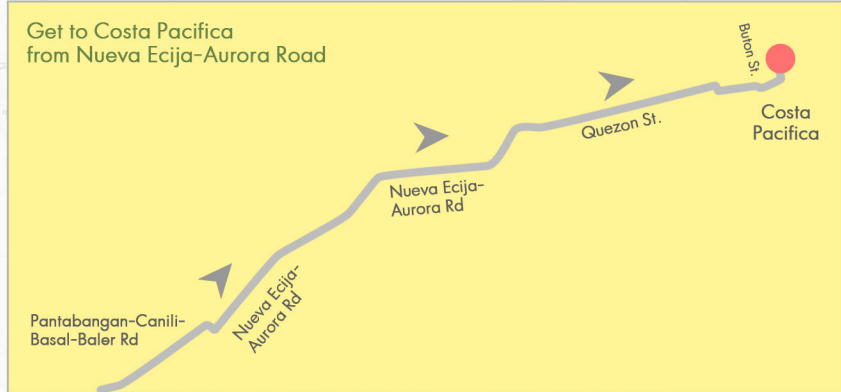 Get to Costa Pacifica
from Nueva Ecija-Aurora Road
Buton St.
Costa
Pacifica
Quezon St.
Nueva Ecija-
Aurora Rd
Nueva Ecija-
Aurora Rd
Pantabangan-Canili-
Basal-Baler Rd